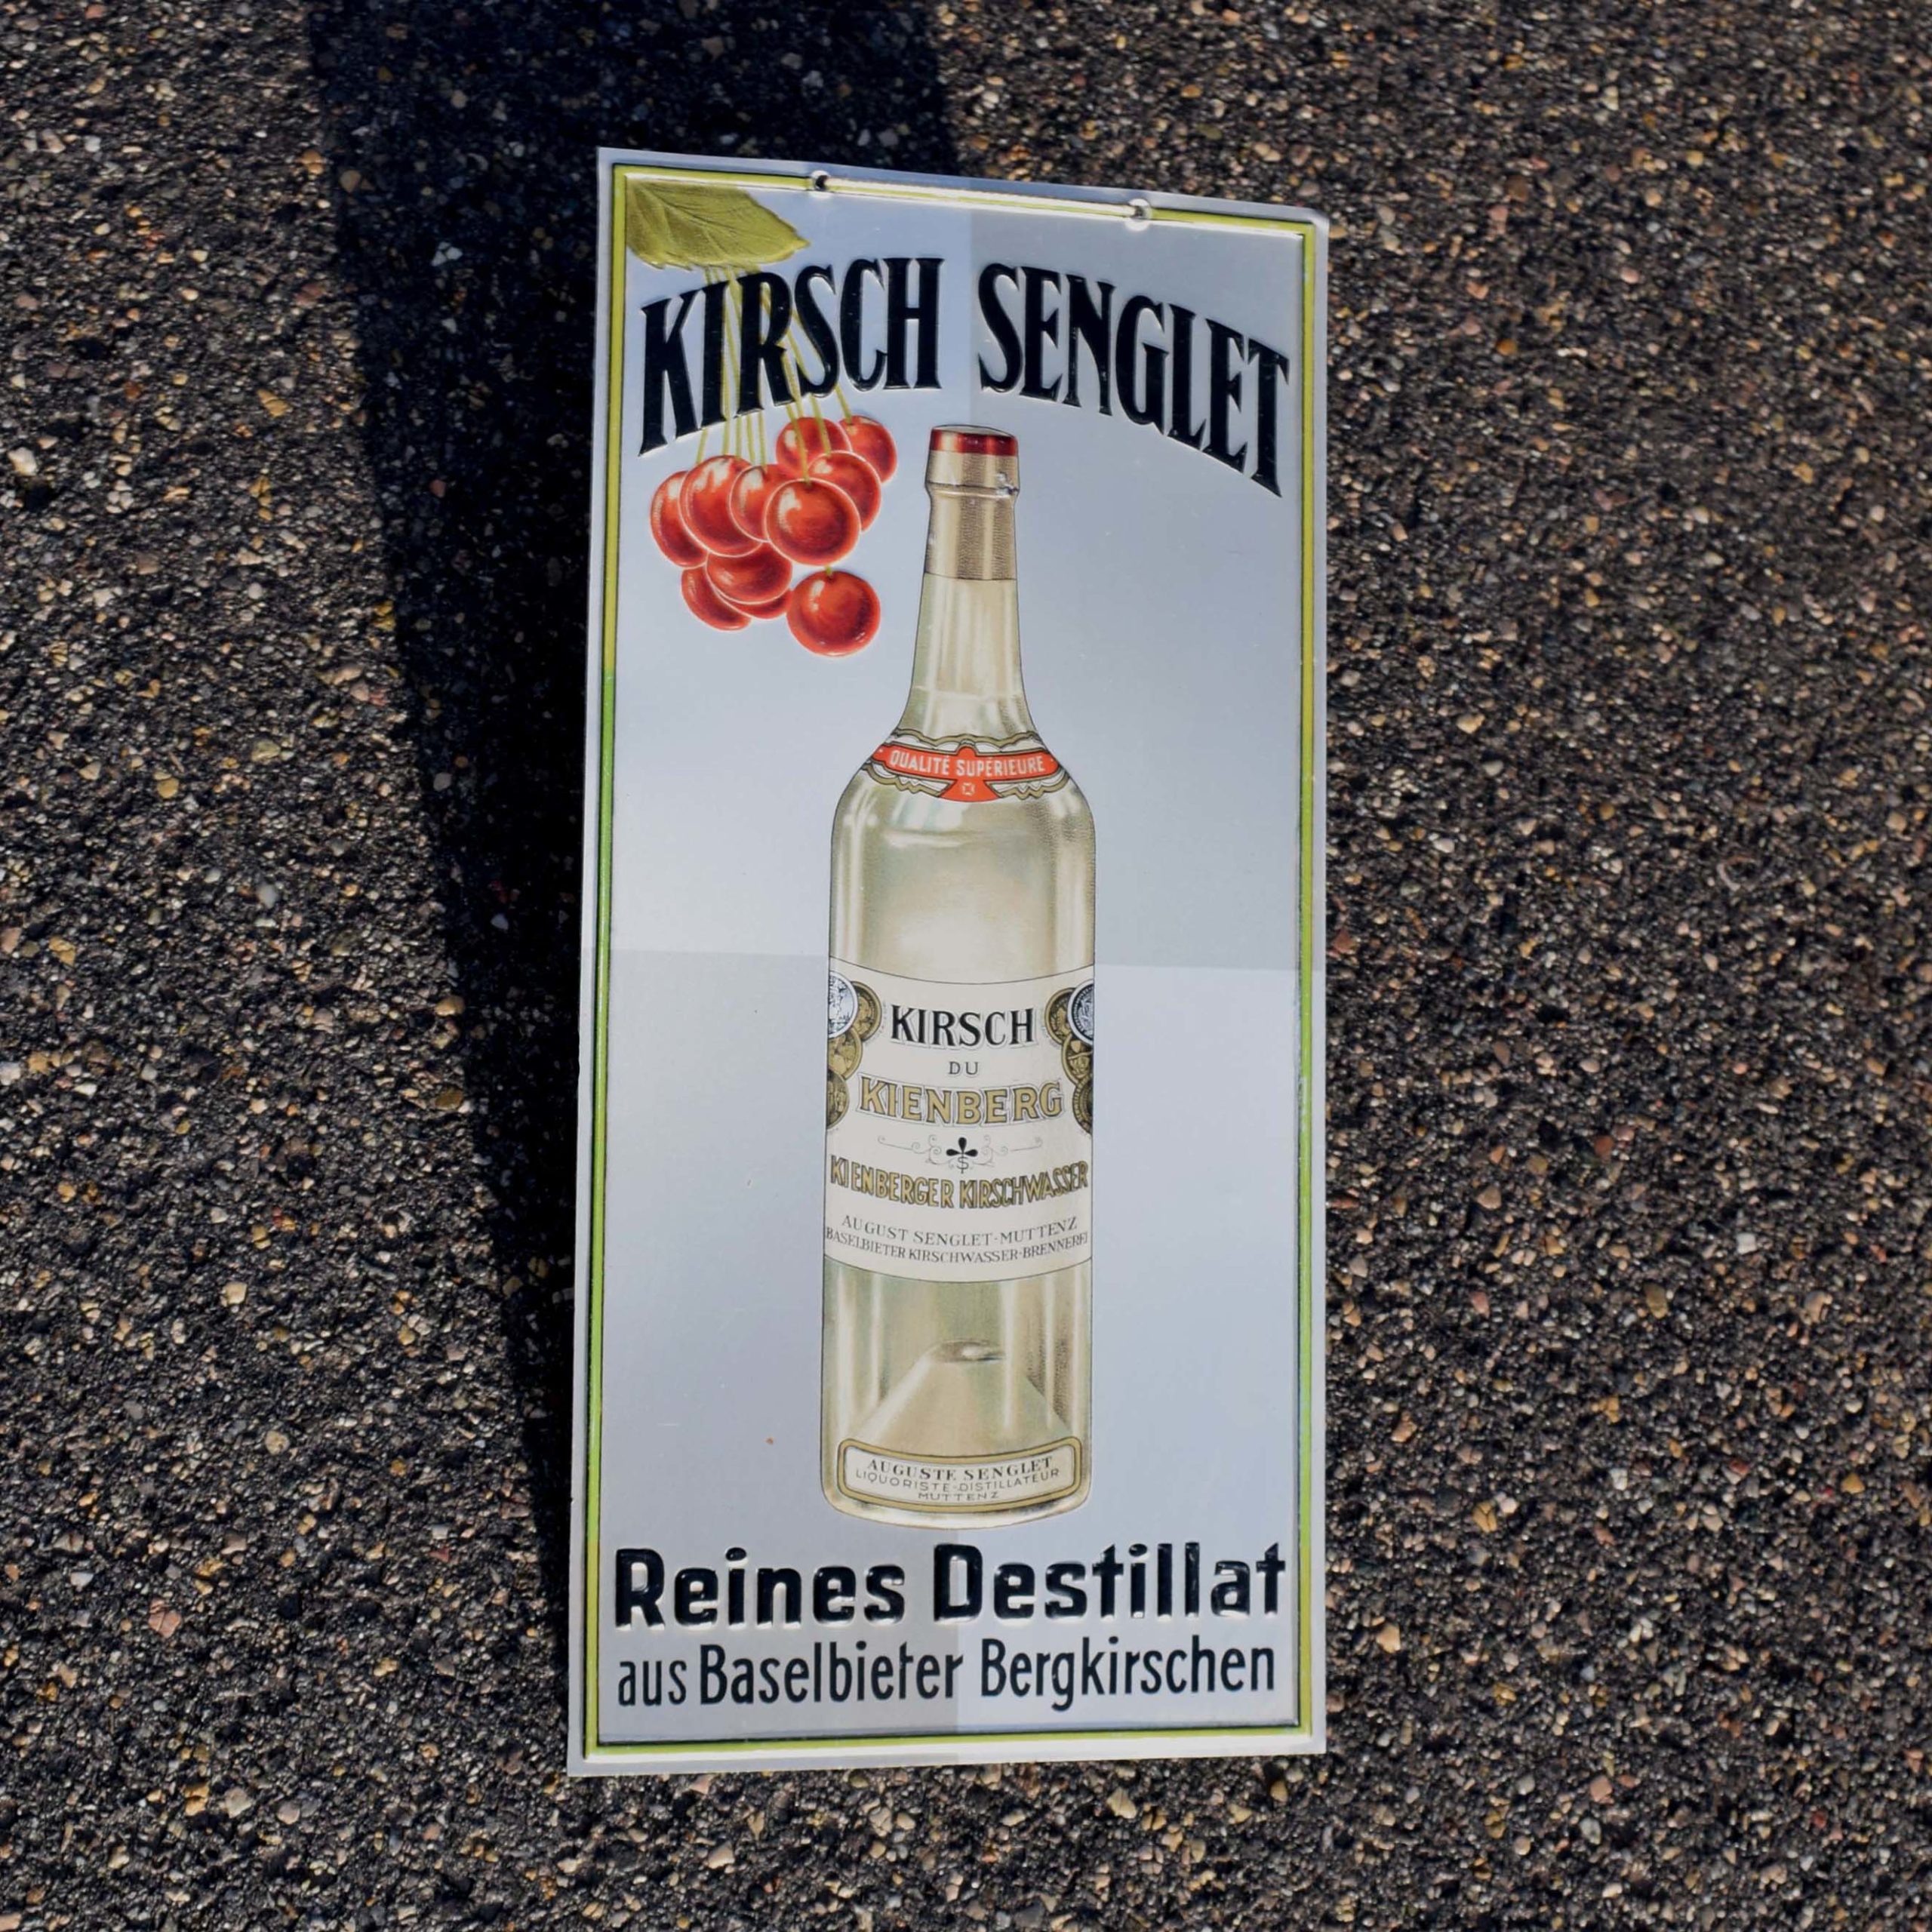 KIRSCH SENGLET
QUALITÉ SUPÉRIEURE
KIRSCH
DU
KIENBERG
KIENBERGER KIRSCHWASSER
AUGUST SENGLET-MUTTENZ
BASELBIETER KIRSCHWASSER-BRENNEREI
AUGUSTE SENGLET
LIQUORISTE-DISTILLATEUR
MUTTENZ
Reines Destillat
aus Baselbieter Bergkirschen